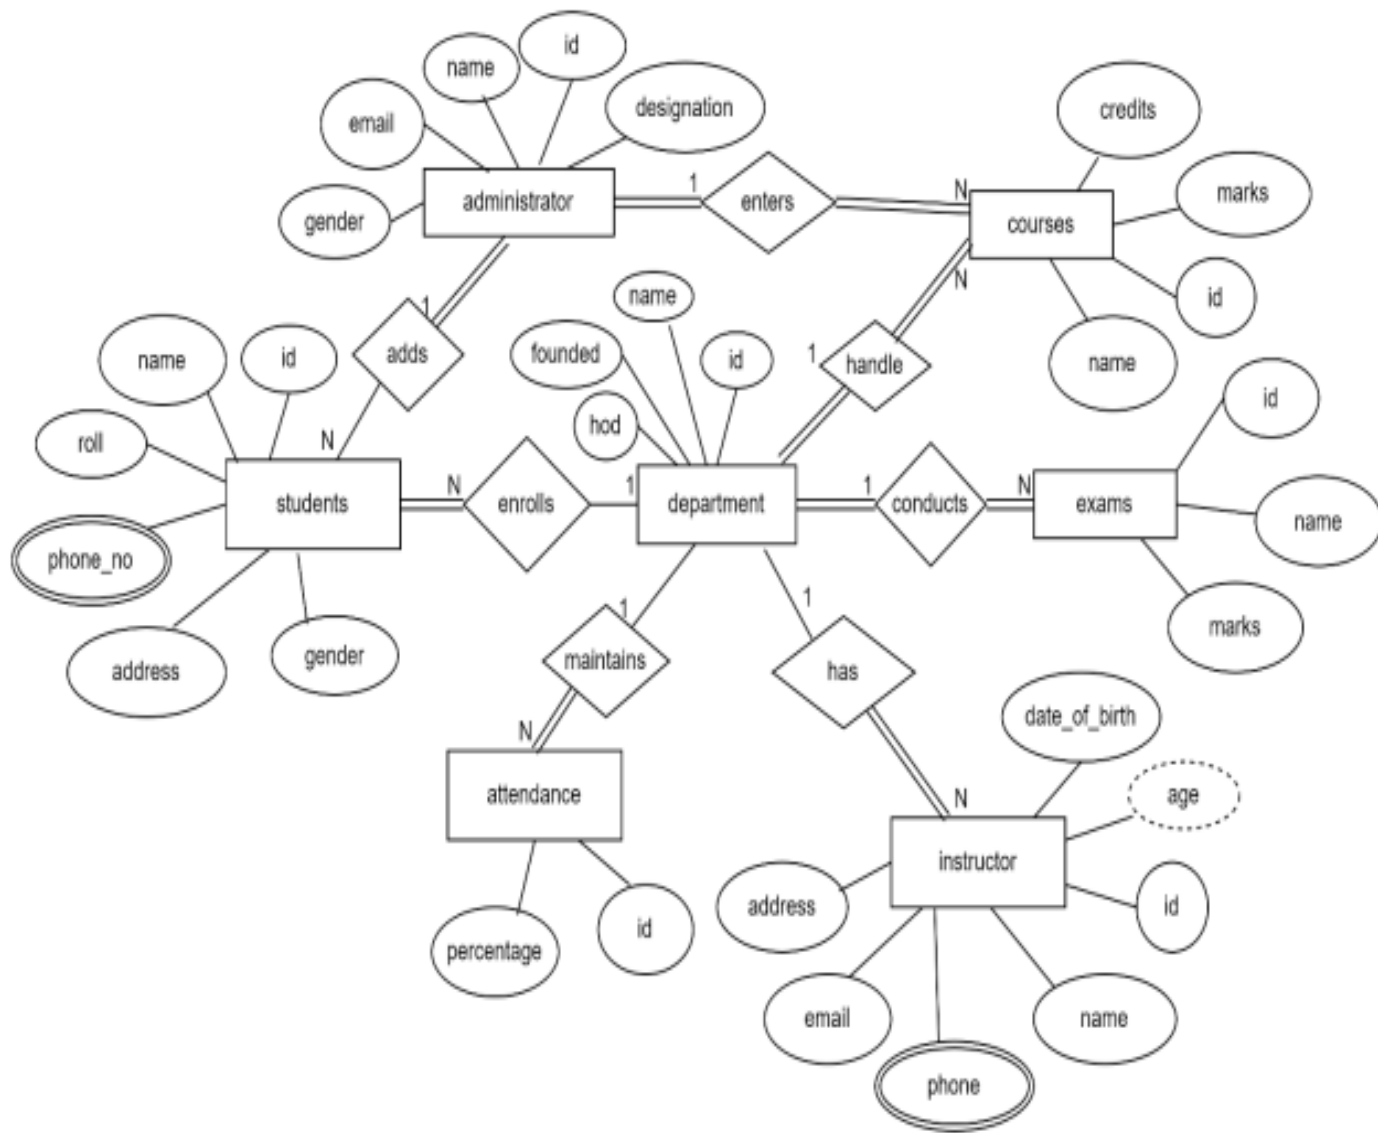 id
name
designation
email
credits
marks
administrator
1
enters
N
courses
gender
N
id
name
1
name
id
adds
founded
id
1
handle
name
id
hod
roll
N
students
N
enrolls
1
department
1
conducts
N
exams
name
phone_no
1
1
marks
address
gender
maintains
has
date_of_birth
N
attendance
N
age
instructor
address
id
percentage
id
email
name
phone